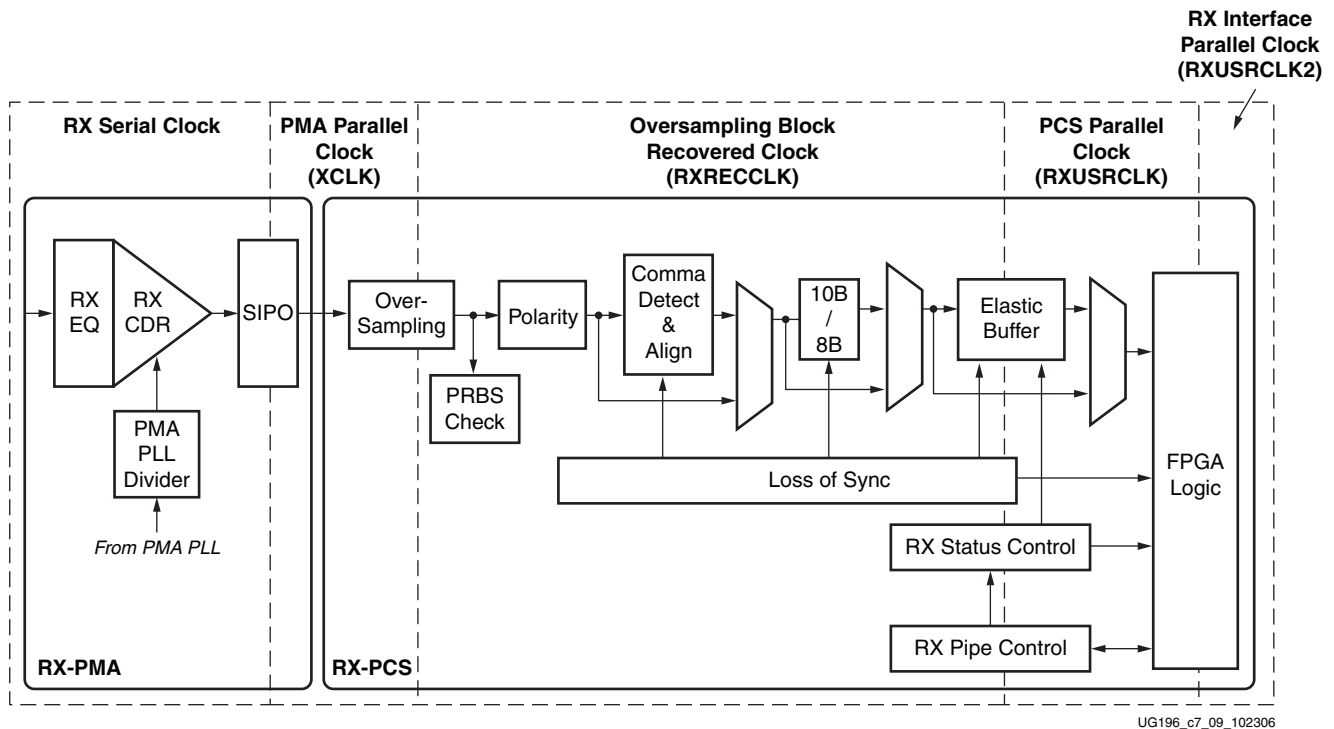 RX Interface
Parallel Clock
(RXUSRCLK2)
RX Serial Clock
PMA Parallel
Clock
(XCLK)
Oversampling Block
Recovered Clock
(RXRECCLK)
PCS Parallel
Clock
(RXUSRCLK)
RX
EQ
RX
CDR
SIPO
Over-
Sampling
Polarity
Comma
Detect
&
Align
10B
/
8B
Elastic
Buffer
PRBS
Check
PMA
PLL
Divider
From PMA PLL
Loss of Sync
FPGA
Logic
RX Status Control
RX Pipe Control
RX-PMA
RX-PCS
UG196_c7_09_102306